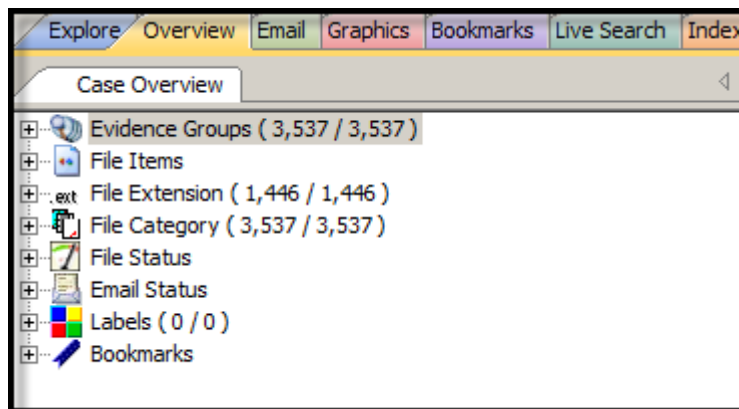 Explore Overview Email Graphics Bookmarks Live Search Index
Case Overview
Evidence Groups ( 3,537 / 3,537 )
File Items
.ext File Extension ( 1,446 / 1,446 )
File Category ( 3,537 / 3,537 )
File Status
Email Status
Labels ( 0 / 0 )
Bookmarks